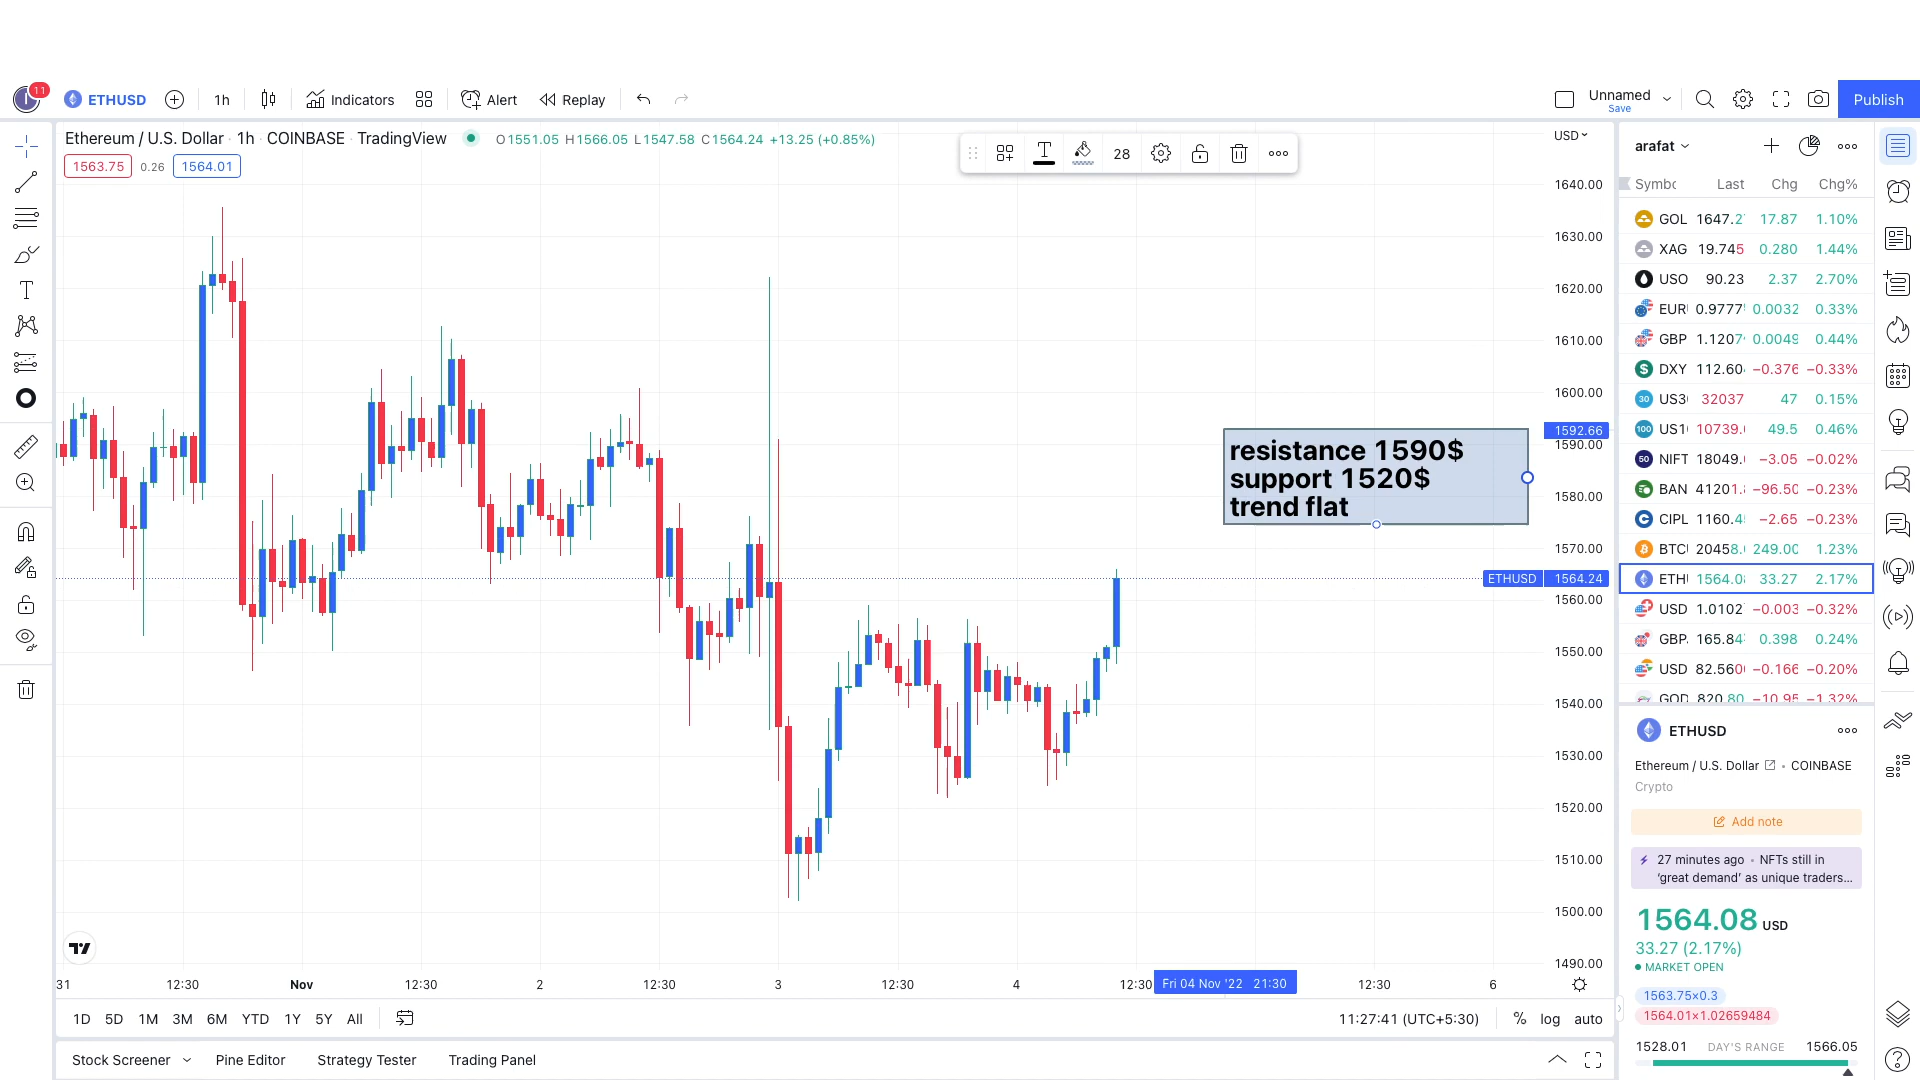 11
ETHUSD
1h
Indicators
Alert
Replay
Unnamed
Save
Publish
Ethereum / U.S. Dollar · 1h · COINBASE · TradingView
O1551.05 H1566.05 L1547.58 C1564.24 +13.25 (+0.85%)
1563.75 0.26 1564.01
28
USD
1640.00
1630.00
1620.00
1610.00
1600.00
1592.66
1590.00
1580.00
1570.00
ETHUSD 1564.24
1560.00
1550.00
1540.00
1530.00
1520.00
1510.00
1500.00
1490.00
resistance 1590$
support 1520$
trend flat
31 12:30 Nov 12:30 2 12:30 3 12:30 4 12:30 Fri 04 Nov '22 21:30 12:30 6
1D 5D 1M 3M 6M YTD 1Y 5Y All
11:27:41 (UTC+5:30) % log auto
Stock Screener Pine Editor Strategy Tester Trading Panel
arafat
Last Chg Chg%
GOL 1647.2 17.87 1.10%
XAG 19.745 0.280 1.44%
USO 90.23 2.37 2.70%
EUR 0.9777 0.0032 0.33%
GBP 1.1207 0.0049 0.44%
DXY 112.60 −0.376 −0.33%
30 US3 32037 47 0.15%
100 US1 10739. 49.5 0.46%
50 NIFT 18049. −3.05 −0.02%
BAN 41201. −96.50 −0.23%
CIPL 1160.4 −2.65 −0.23%
BTC 20458. 249.00 1.23%
ETH 1564.0 33.27 2.17%
USD 1.0102 −0.003 −0.32%
GBP 165.84 0.398 0.24%
USD 82.560 −0.166 −0.20%
GOD 820.80 −10.95 −1.32%
ETHUSD
Ethereum / U.S. Dollar • COINBASE
Crypto
Add note
27 minutes ago • NFTs still in
‘great demand’ as unique traders...
1564.08 USD
33.27 (2.17%)
MARKET OPEN
1563.75×0.3
1564.01×1.02659484
1528.01 DAY'S RANGE 1566.05